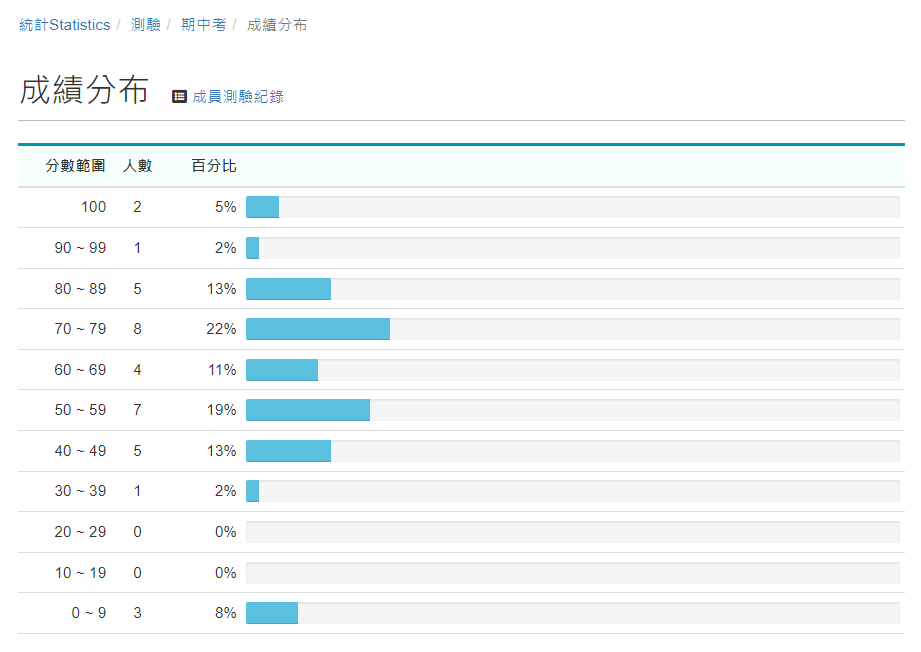 統計Statistics / 測驗 / 期中考 / 成績分布
成績分布 成員測驗紀錄
分數範圍 人數 百分比
100 2 5%
90 ~ 99 1 2%
80 ~ 89 5 13%
70 ~ 79 8 22%
60 ~ 69 4 11%
50 ~ 59 7 19%
40 ~ 49 5 13%
30 ~ 39 1 2%
20 ~ 29 0 0%
10 ~ 19 0 0%
0 ~ 9 3 8%